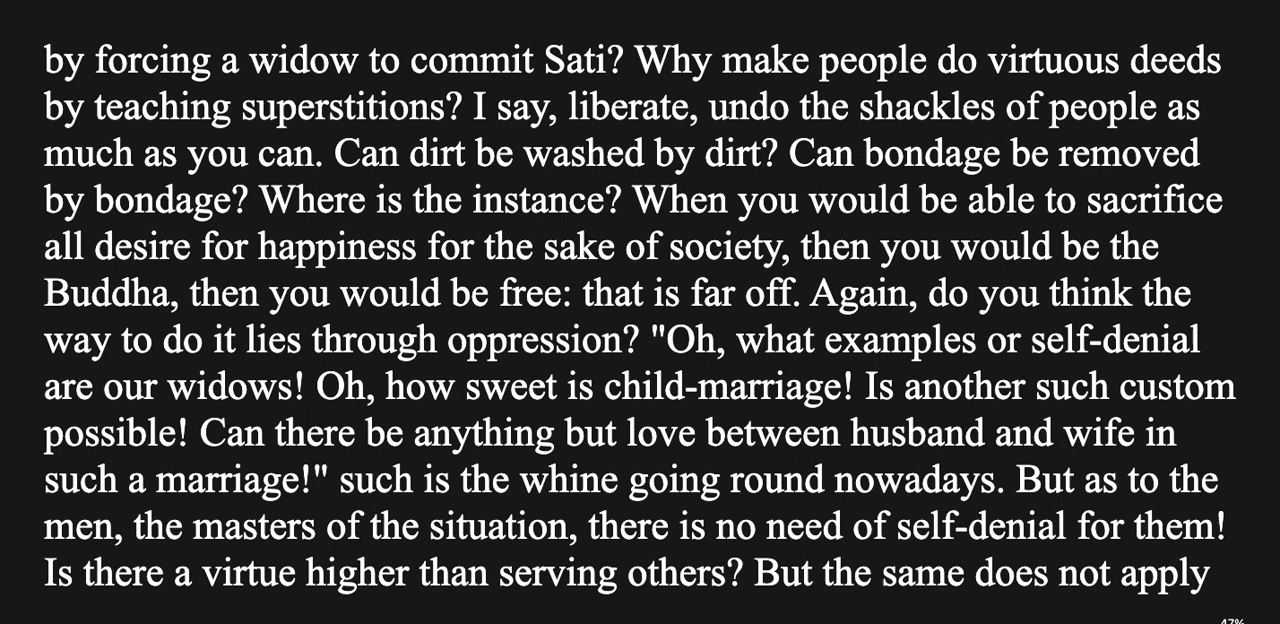 by forcing a widow to commit Sati? Why make people do virtuous deeds
by teaching superstitions? I say, liberate, undo the shackles of people as
much as you can. Can dirt be washed by dirt? Can bondage be removed
by bondage? Where is the instance? When you would be able to sacrifice
all desire for happiness for the sake of society, then you would be the
Buddha, then you would be free: that is far off. Again, do you think the
way to do it lies through oppression? "Oh, what examples or self-denial
are our widows! Oh, how sweet is child-marriage! Is another such custom
possible! Can there be anything but love between husband and wife in
such a marriage!" such is the whine going round nowadays. But as to the
men, the masters of the situation, there is no need of self-denial for them!
Is there a virtue higher than serving others? But the same does not apply
47%